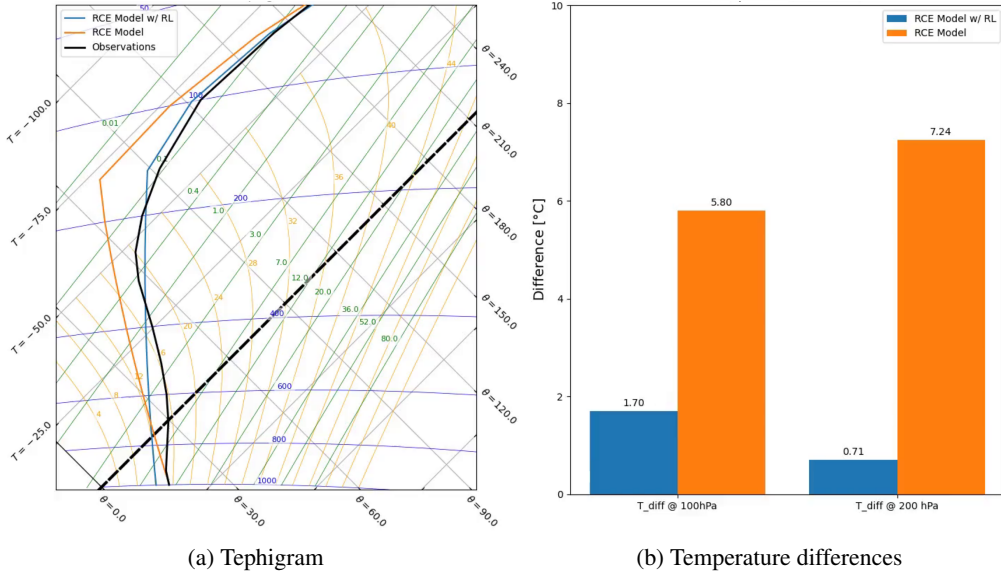 RCE Model w/ RL
RCE Model
Observations
50
θ=240.0
44
T=−100.0
100
0.01
40
θ=210.0
0.1
36
0.4
200
θ=180.0
1.0
T=−75.0
32
3.0
28
7.0
12.0
20.0
24
θ=150.0
36.0
400
T=−50.0
52.0
20
80.0
12
600
8
θ=120.0
4
T=−25.0
800
1000
θ=0.0
θ=30.0
θ=60.0
θ=90.0
(a) Tephigram
RCE Model w/ RL
RCE Model
10
8
7.24
6
5.80
Difference [°C]
4
2
1.70
0.71
0
T_diff @ 100hPa
T_diff @ 200 hPa
(b) Temperature differences